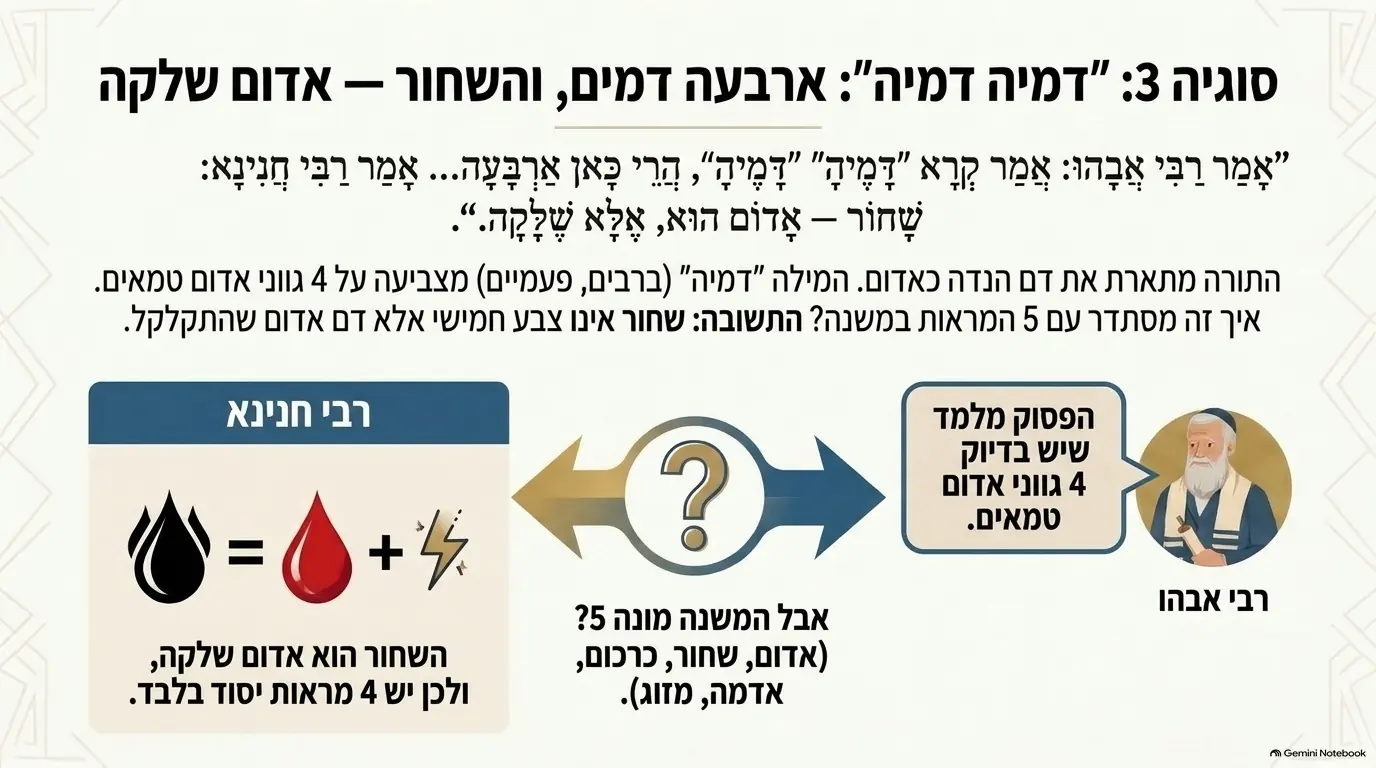 סוגיה 3: "דמיה דמיה": ארבעה דמים, והשחור – אדום שלקה
"אָמַר רַבִּי אֲבָהוּ: אֲמַר קְרָא "דָּמֶיהָ" "דָּמֶיהָ", הֲרֵי כָּאן אַרְבָּעָה... אָמַר רַבִּי חֲנִינָא:
שָׁחוֹר – אָדוֹם הוּא, אֶלָּא שֶׁלָּקָה.".
התורה מתארת את דם הנדה כאדום. המילה "דמיה" (ברבים, פעמיים) מצביעה על 4 גווני אדום טמאים.
איך זה מסתדר עם 5 המראות במשנה? התשובה: שחור אינו צבע חמישי אלא דם אדום שהתקלקל.
הפסוק מלמד
שיש בדיוק
4 גווני אדום
טמאים.
רבי אבהו
?
אבל המשנה מונה 5?
(אדום, שחור, כרכום,
אדמה, מזוג).
רבי חנינא
= +
השחור הוא אדום שלקה,
ולכן יש 4 מראות יסוד בלבד.
Gemini Notebook